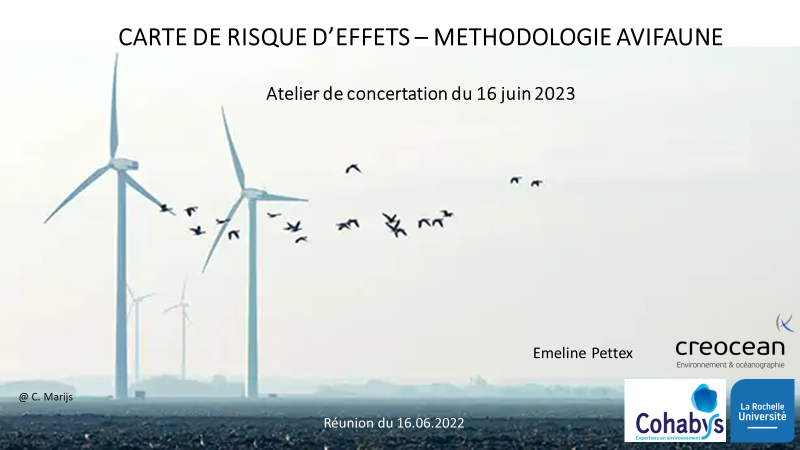 CARTE DE RISQUE D’EFFETS – METHODOLOGIE AVIFAUNE
Atelier de concertation du 16 juin 2023
Emeline Pettex
creocean
Environnement & océanographie
@ C. Marijs
Cohabys
Expertises en environnement
La Rochelle
Université
Réunion du 16.06.2022